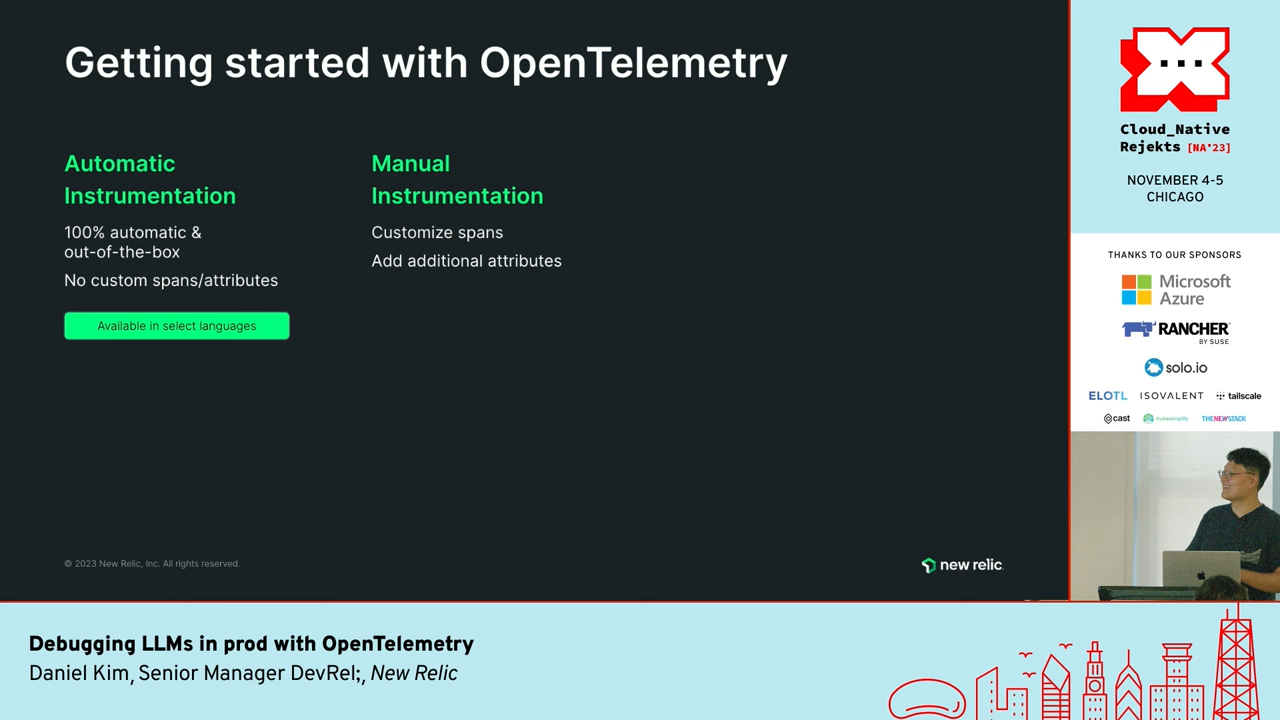 Getting started with OpenTelemetry
Automatic
Instrumentation
100% automatic &
out-of-the-box
No custom spans/attributes
Available in select languages
Manual
Instrumentation
Customize spans
Add additional attributes
© 2023 New Relic, Inc. All rights reserved.
new relic
Cloud_Native
Rejekts [NA'23]
NOVEMBER 4-5
CHICAGO
THANKS TO OUR SPONSORS
Microsoft
Azure
RANCHER
BY SUSE
solo.io
ELOTL ISOVALENT tailscale
cast kubesimplify THENEWSTACK
Debugging LLMs in prod with OpenTelemetry
Daniel Kim, Senior Manager DevRel;, New Relic